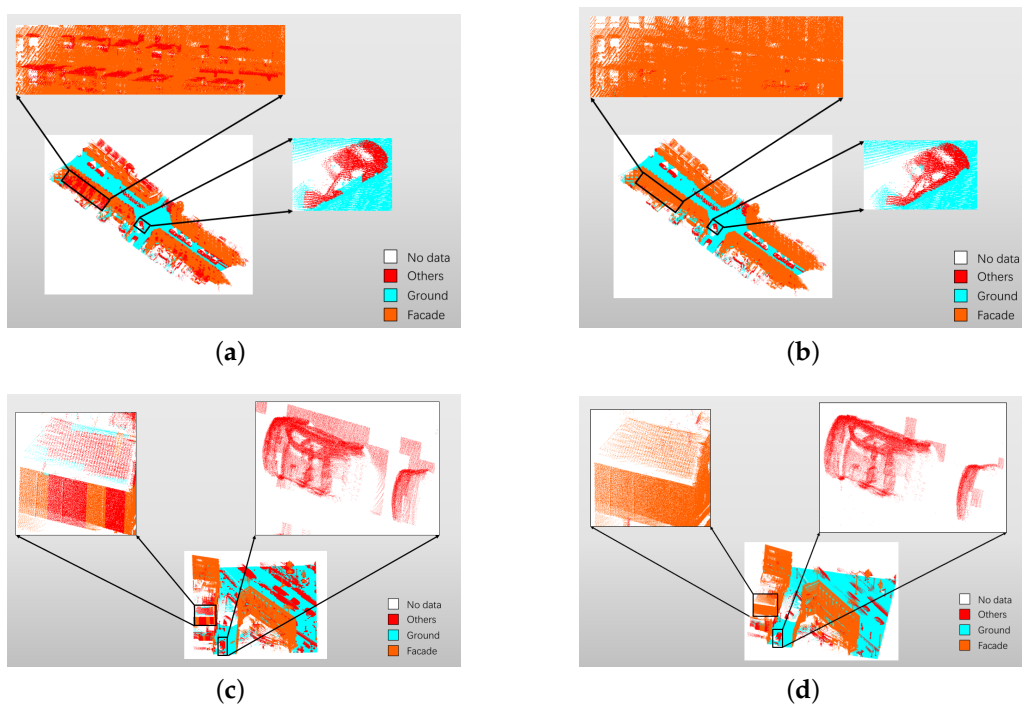 No data
Others
Ground
Facade
(a)
No data
Others
Ground
Facade
(b)
No data
Others
Ground
Facade
(c)
No data
Others
Ground
Facade
(d)